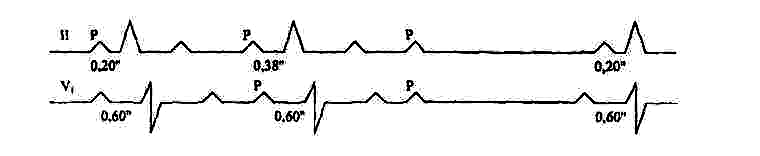 II P P P
0,20" 0,38" 0,20"
V₁ P P
0,60" 0,60" 0,60"